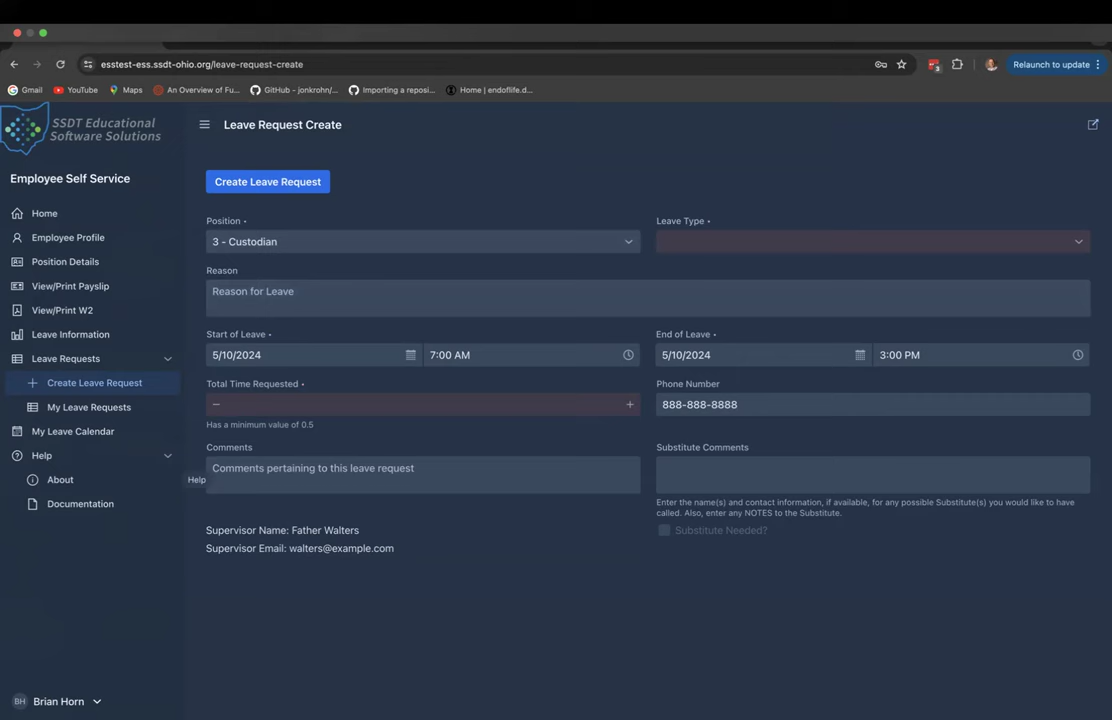 esstest-ess.ssdt-ohio.org/leave-request-create
3
Relaunch to update
Gmail
YouTube
Maps
An Overview of Fu...
GitHub - jonkrohn/...
Importing a reposi...
Home | endoflife.d...
SSDT Educational
Software Solutions
Employee Self Service
Home
Employee Profile
Position Details
View/Print Payslip
View/Print W2
Leave Information
Leave Requests
Create Leave Request
My Leave Requests
My Leave Calendar
Help
About
Documentation
Help
BH
Brian Horn
Leave Request Create
Create Leave Request
Position •
Leave Type •
3 - Custodian
Reason
Reason for Leave
Start of Leave •
End of Leave •
5/10/2024
7:00 AM
5/10/2024
3:00 PM
Total Time Requested •
Phone Number
888-888-8888
Has a minimum value of 0.5
Comments
Substitute Comments
Comments pertaining to this leave request
Enter the name(s) and contact information, if available, for any possible Substitute(s) you would like to have
called. Also, enter any NOTES to the Substitute.
Supervisor Name: Father Walters
Substitute Needed?
Supervisor Email: walters@example.com